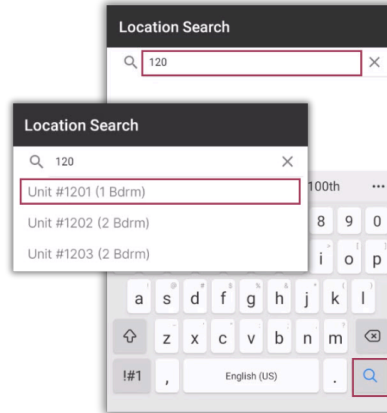 Location Search
120
Location Search
120
Unit #1201 (1 Bdrm)
Unit #1202 (2 Bdrm)
Unit #1203 (2 Bdrm)
100th ...
8 9 0
i o p
a s d f g h j k l
z x c v b n m
!#1 , English (US) .